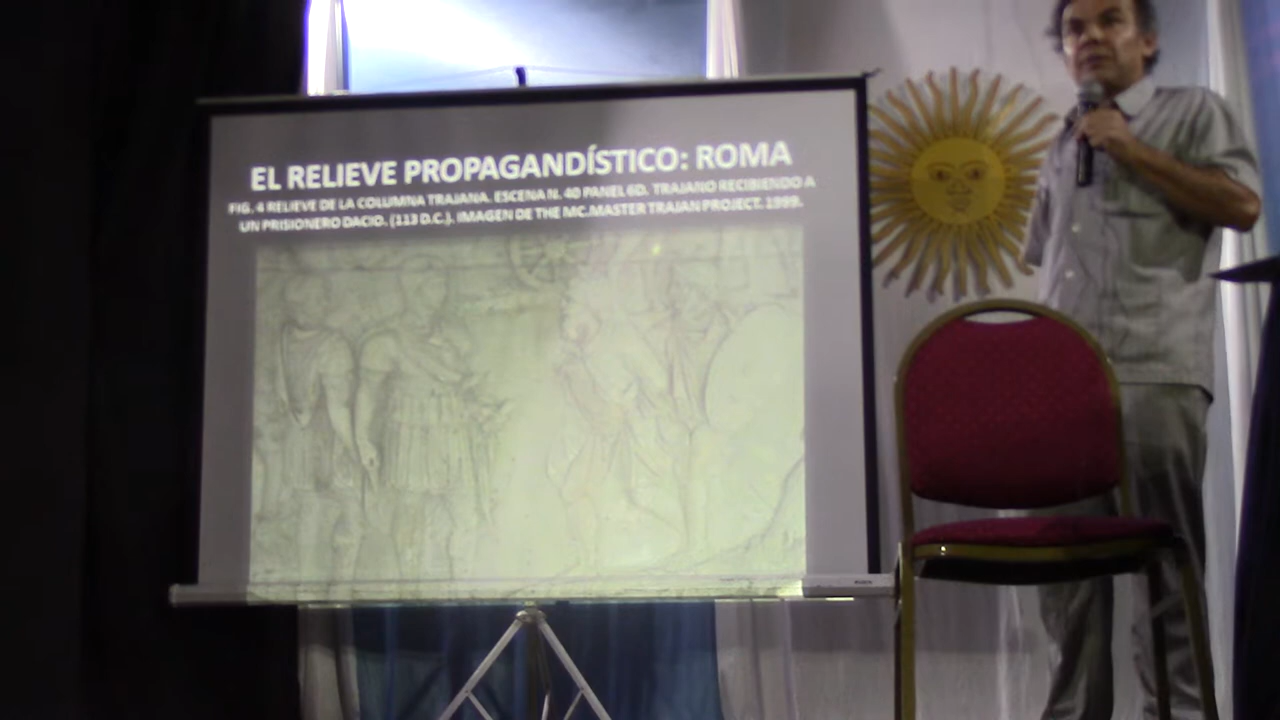 EL RELIEVE PROPAGANDÍSTICO: ROMA
FIG. 4 RELIEVE DE LA COLUMNA TRAJANA. ESCENA N. 40 PANEL 6D. TRAJANO RECIBIENDO A
UN PRISIONERO DACIO. (113 D.C.). IMAGEN DE THE MC.MASTER TRAJAN PROJECT. 1999.